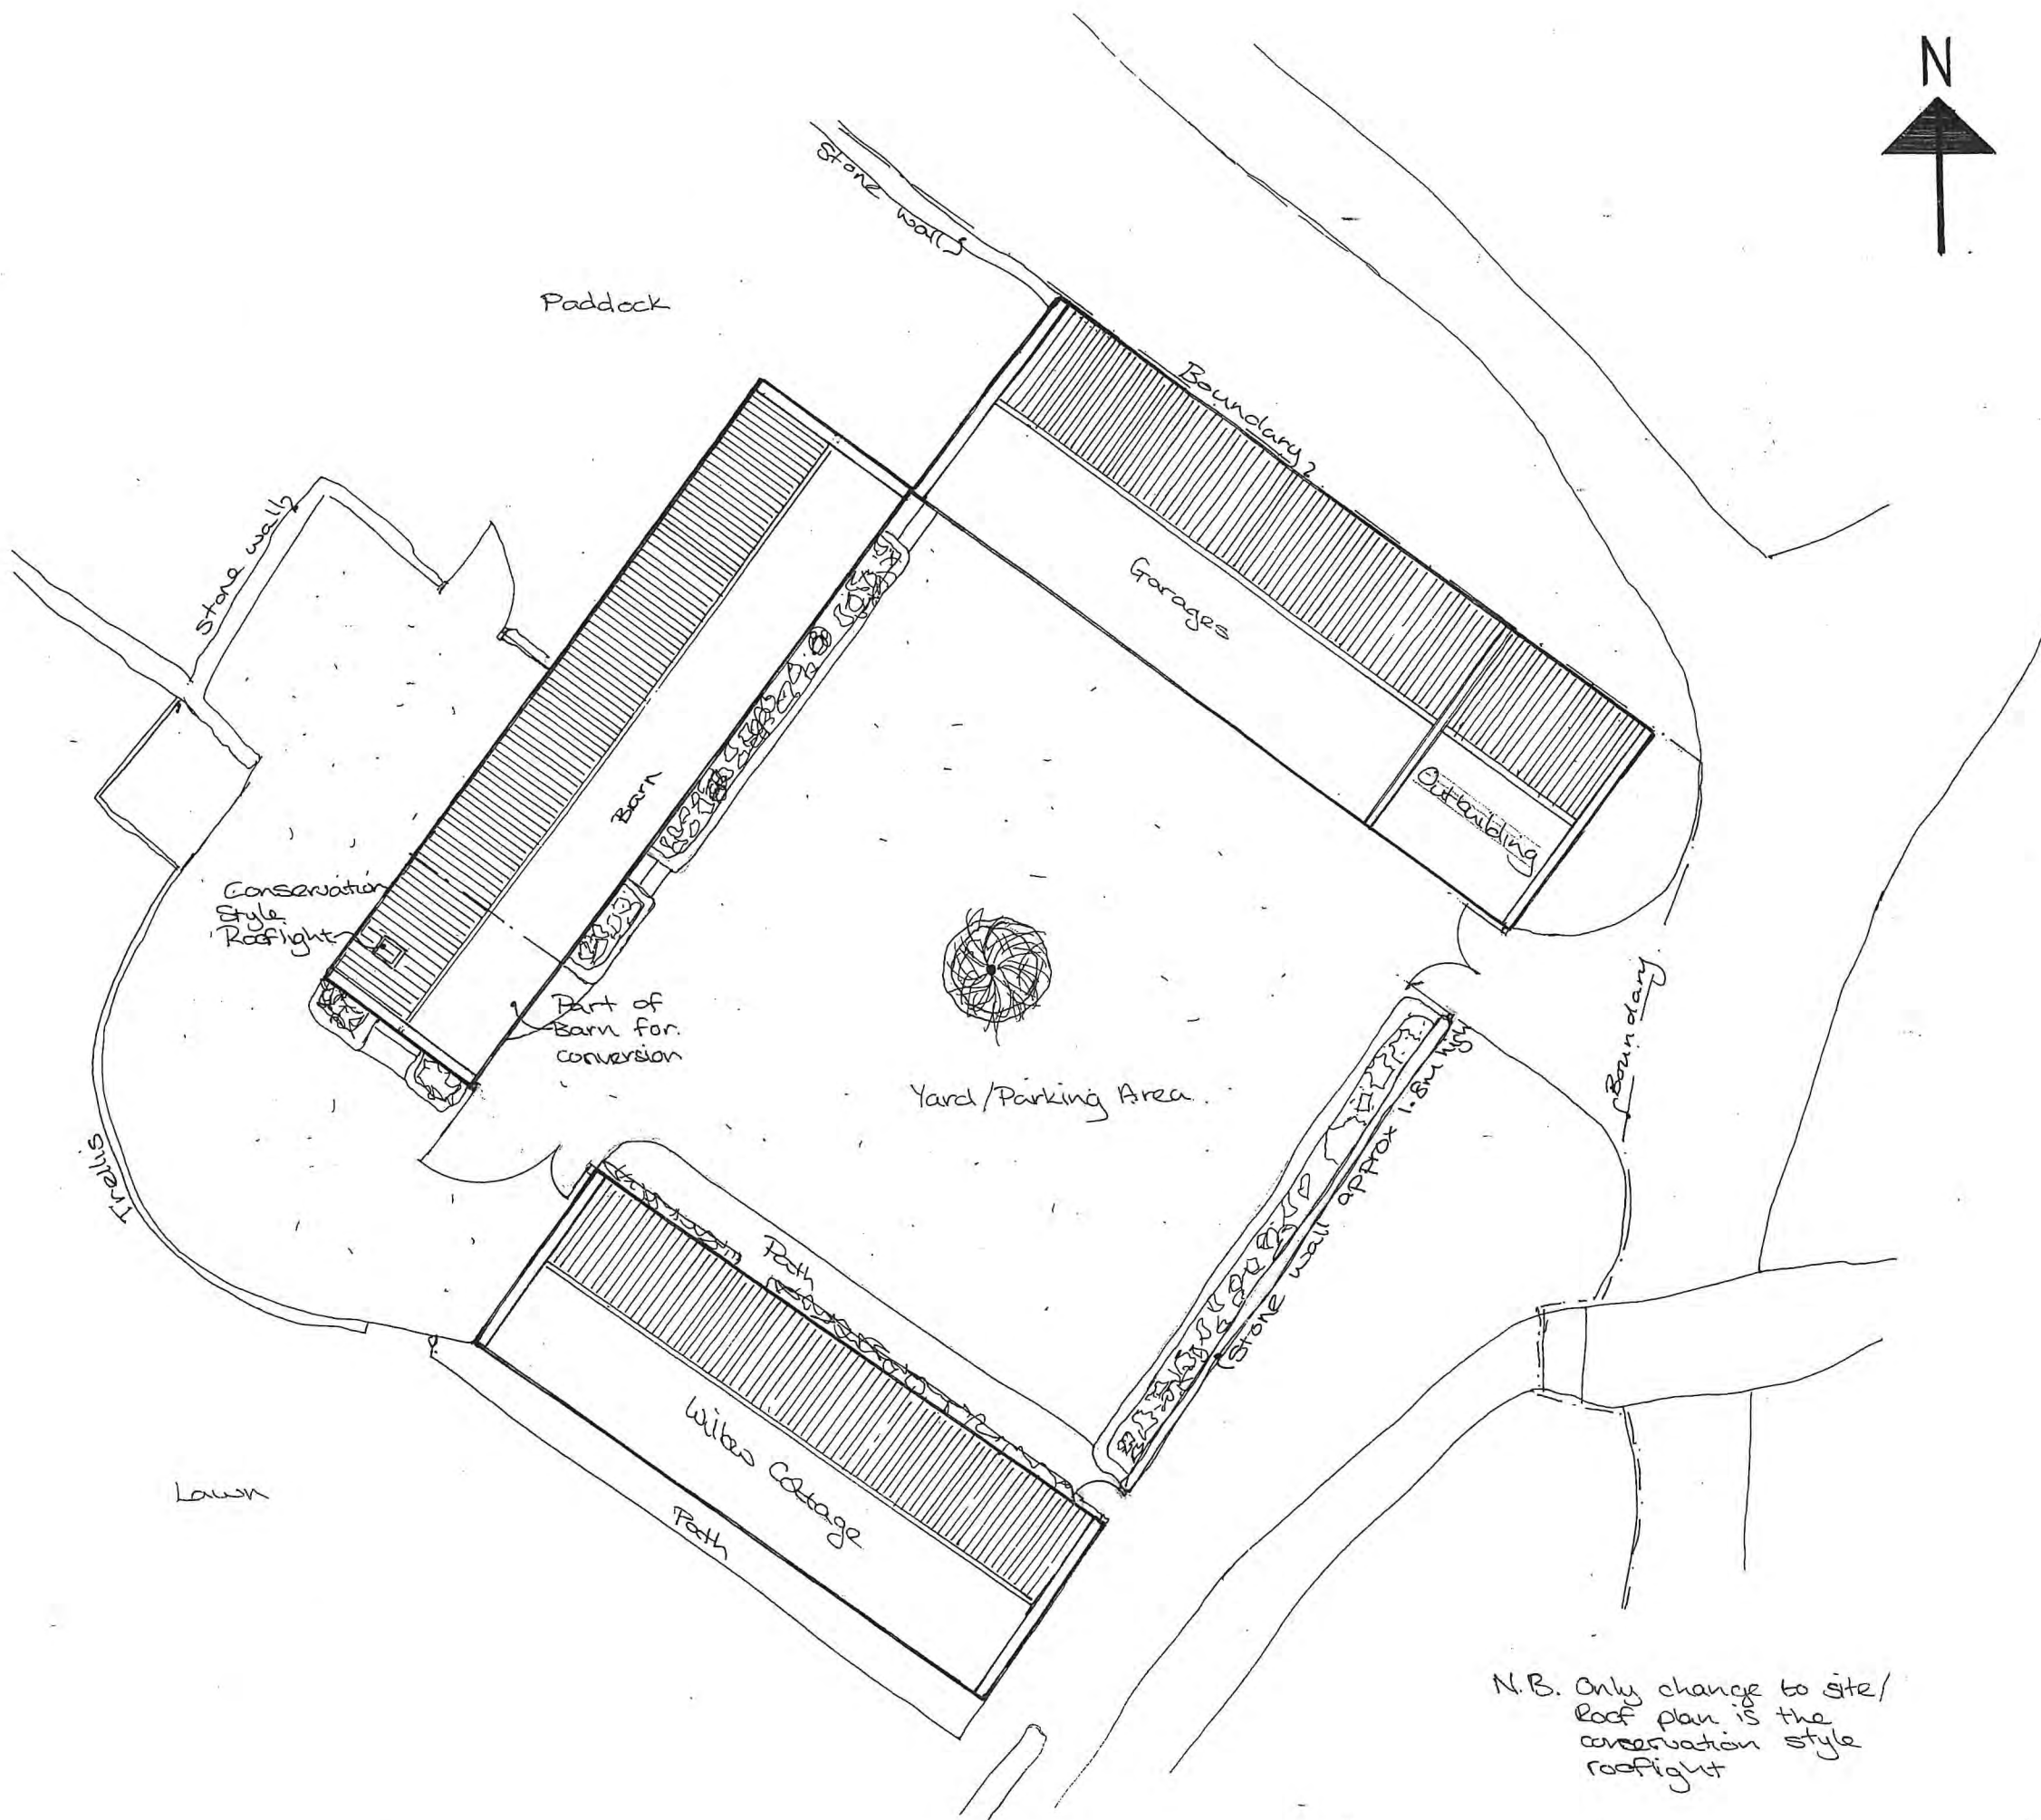 N
Stone walls
Paddock
Boundary
Stone wall
Garages
Barn
Outbuilding
Conservation
Style
Rooflight
Part of
Barn for
conversion
Boundary
Yard/Parking Area
Stone wall approx 1.8m high
Trellis
Path
Cottage
Lawn
Path
N.B. Only change to site/
Roof plan is the
conservation style
rooflight